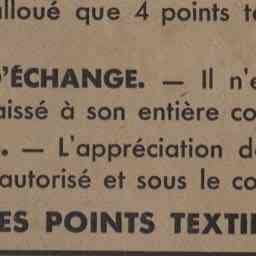 alloué que 4 points t
D'ÉCHANGE. — Il n'e
aissé à son entière co
. — L'appréciation d
autorisé et sous le co
ES POINTS TEXTI